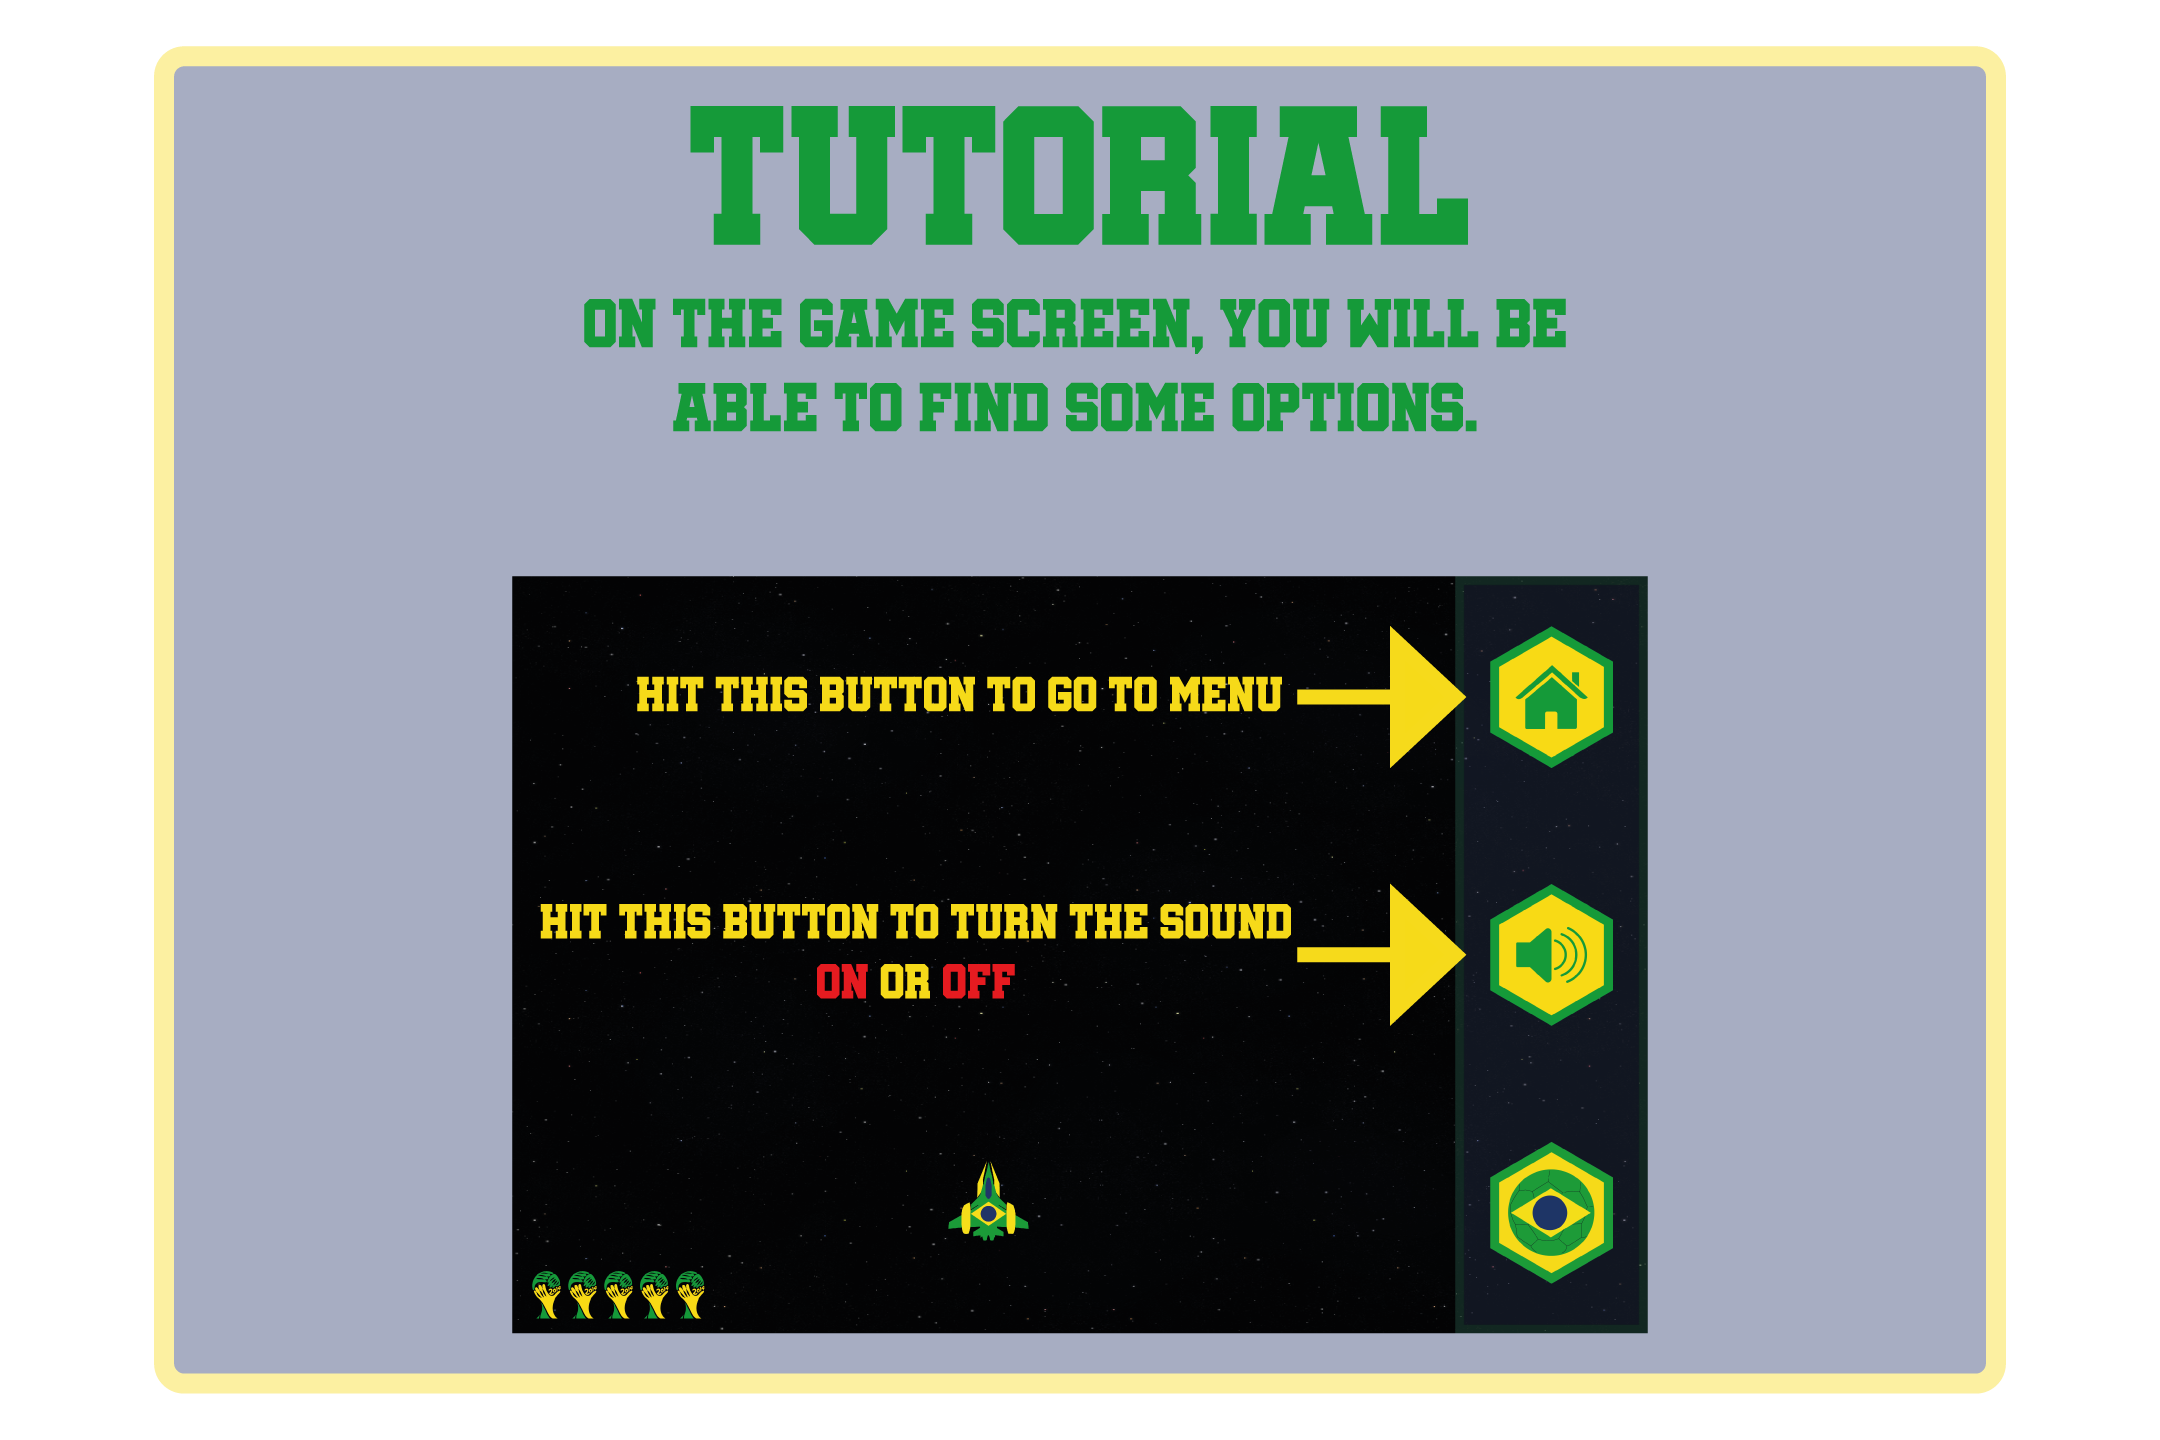 TUTORIAL
ON THE GAME SCREEN, YOU WILL BE
ABLE TO FIND SOME OPTIONS.
HIT THIS BUTTON TO GO TO MENU
HIT THIS BUTTON TO TURN THE SOUND
ON OR OFF